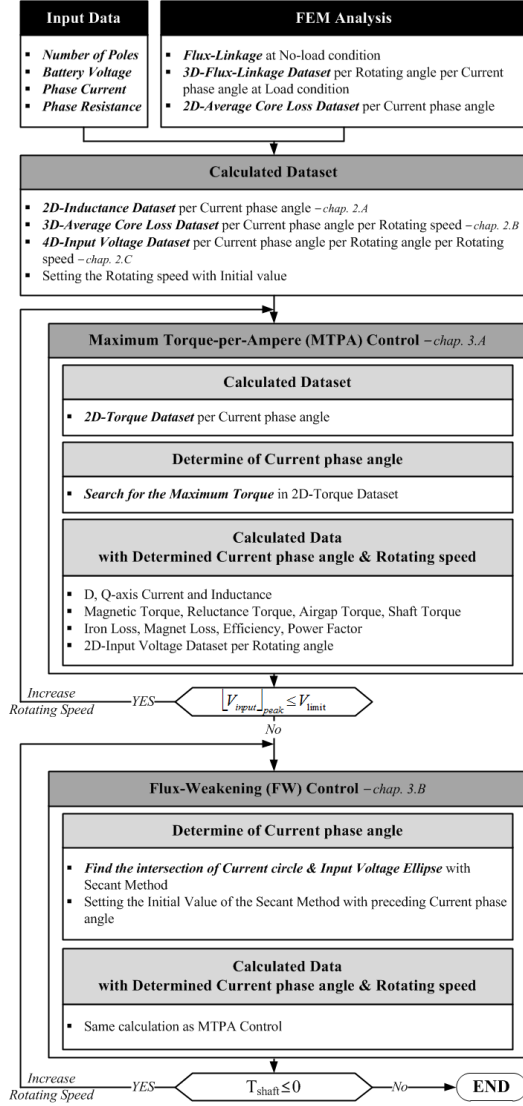 Input Data
FEM Analysis
▪ Number of Poles
▪ Battery Voltage
▪ Phase Current
▪ Phase Resistance
▪ Flux-Linkage at No-load condition
▪ 3D-Flux-Linkage Dataset per Rotating angle per Current
phase angle at Load condition
▪ 2D-Average Core Loss Dataset per Current phase angle
Calculated Dataset
▪ 2D-Inductance Dataset per Current phase angle –chap. 2.A
▪ 3D-Average Core Loss Dataset per Current phase angle per Rotating speed –chap. 2.B
▪ 4D-Input Voltage Dataset per Current phase angle per Rotating angle per Rotating
speed –chap. 2.C
▪ Setting the Rotating speed with Initial value
Maximum Torque-per-Ampere (MTPA) Control –chap. 3.A
Calculated Dataset
▪ 2D-Torque Dataset per Current phase angle
Determine of Current phase angle
▪ Search for the Maximum Torque in 2D-Torque Dataset
Calculated Data
with Determined Current phase angle & Rotating speed
▪ D, Q-axis Current and Inductance
▪ Magnetic Torque, Reluctance Torque, Airgap Torque, Shaft Torque
▪ Iron Loss, Magnet Loss, Efficiency, Power Factor
▪ 2D-Input Voltage Dataset per Rotating angle
Increase
Rotating Speed
YES
⌊V_input⌋_peak ≤ V_limit
No
Flux-Weakening (FW) Control –chap. 3.B
Determine of Current phase angle
▪ Find the intersection of Current circle & Input Voltage Ellipse with
Secant Method
▪ Setting the Initial Value of the Secant Method with preceding Current phase
angle
Calculated Data
with Determined Current phase angle & Rotating speed
▪ Same calculation as MTPA Control
Increase
Rotating Speed
YES
T_shaft ≤ 0
No
END